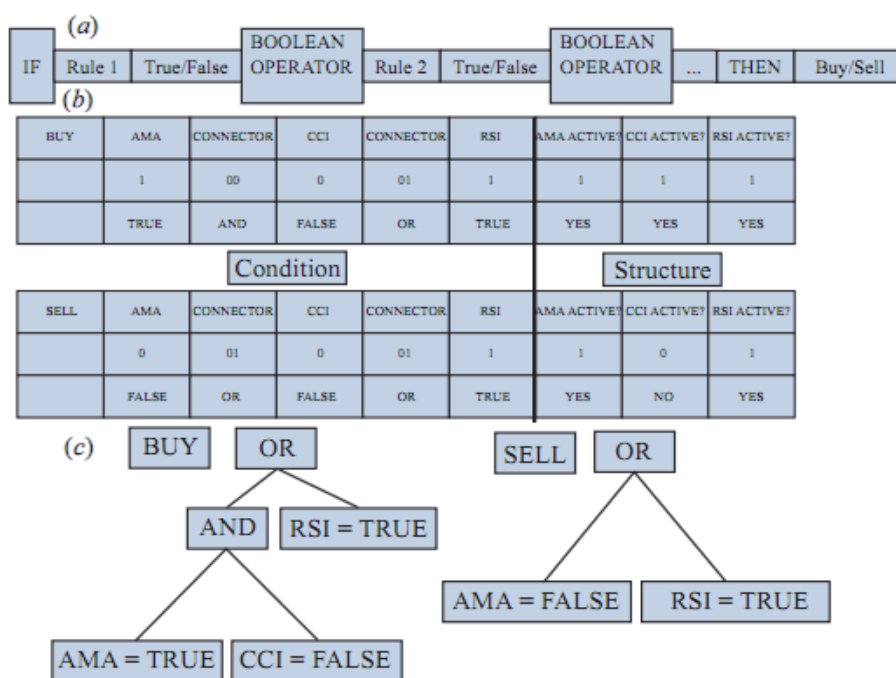 (a)
IF Rule 1 True/False BOOLEAN OPERATOR Rule 2 True/False BOOLEAN OPERATOR ... THEN Buy/Sell
(b)
BUY AMA CONNECTOR CCI CONNECTOR RSI AMA ACTIVE? CCI ACTIVE? RSI ACTIVE?
1 00 0 01 1 1 1 1
TRUE AND FALSE OR TRUE YES YES YES
Condition Structure
SELL AMA CONNECTOR CCI CONNECTOR RSI AMA ACTIVE? CCI ACTIVE? RSI ACTIVE?
0 01 0 01 1 1 0 1
FALSE OR FALSE OR TRUE YES NO YES
(c) BUY OR SELL OR
AND RSI = TRUE
AMA = FALSE RSI = TRUE
AMA = TRUE CCI = FALSE